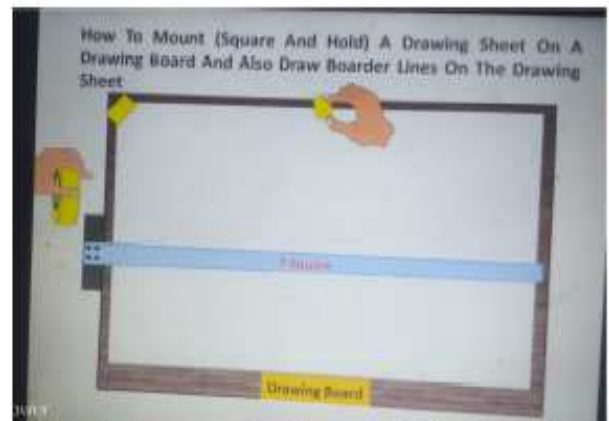 How To Mount (Square And Hold) A Drawing Sheet On A
Drawing Board And Also Draw Boarder Lines On The Drawing
Sheet
T Square
Drawing Board